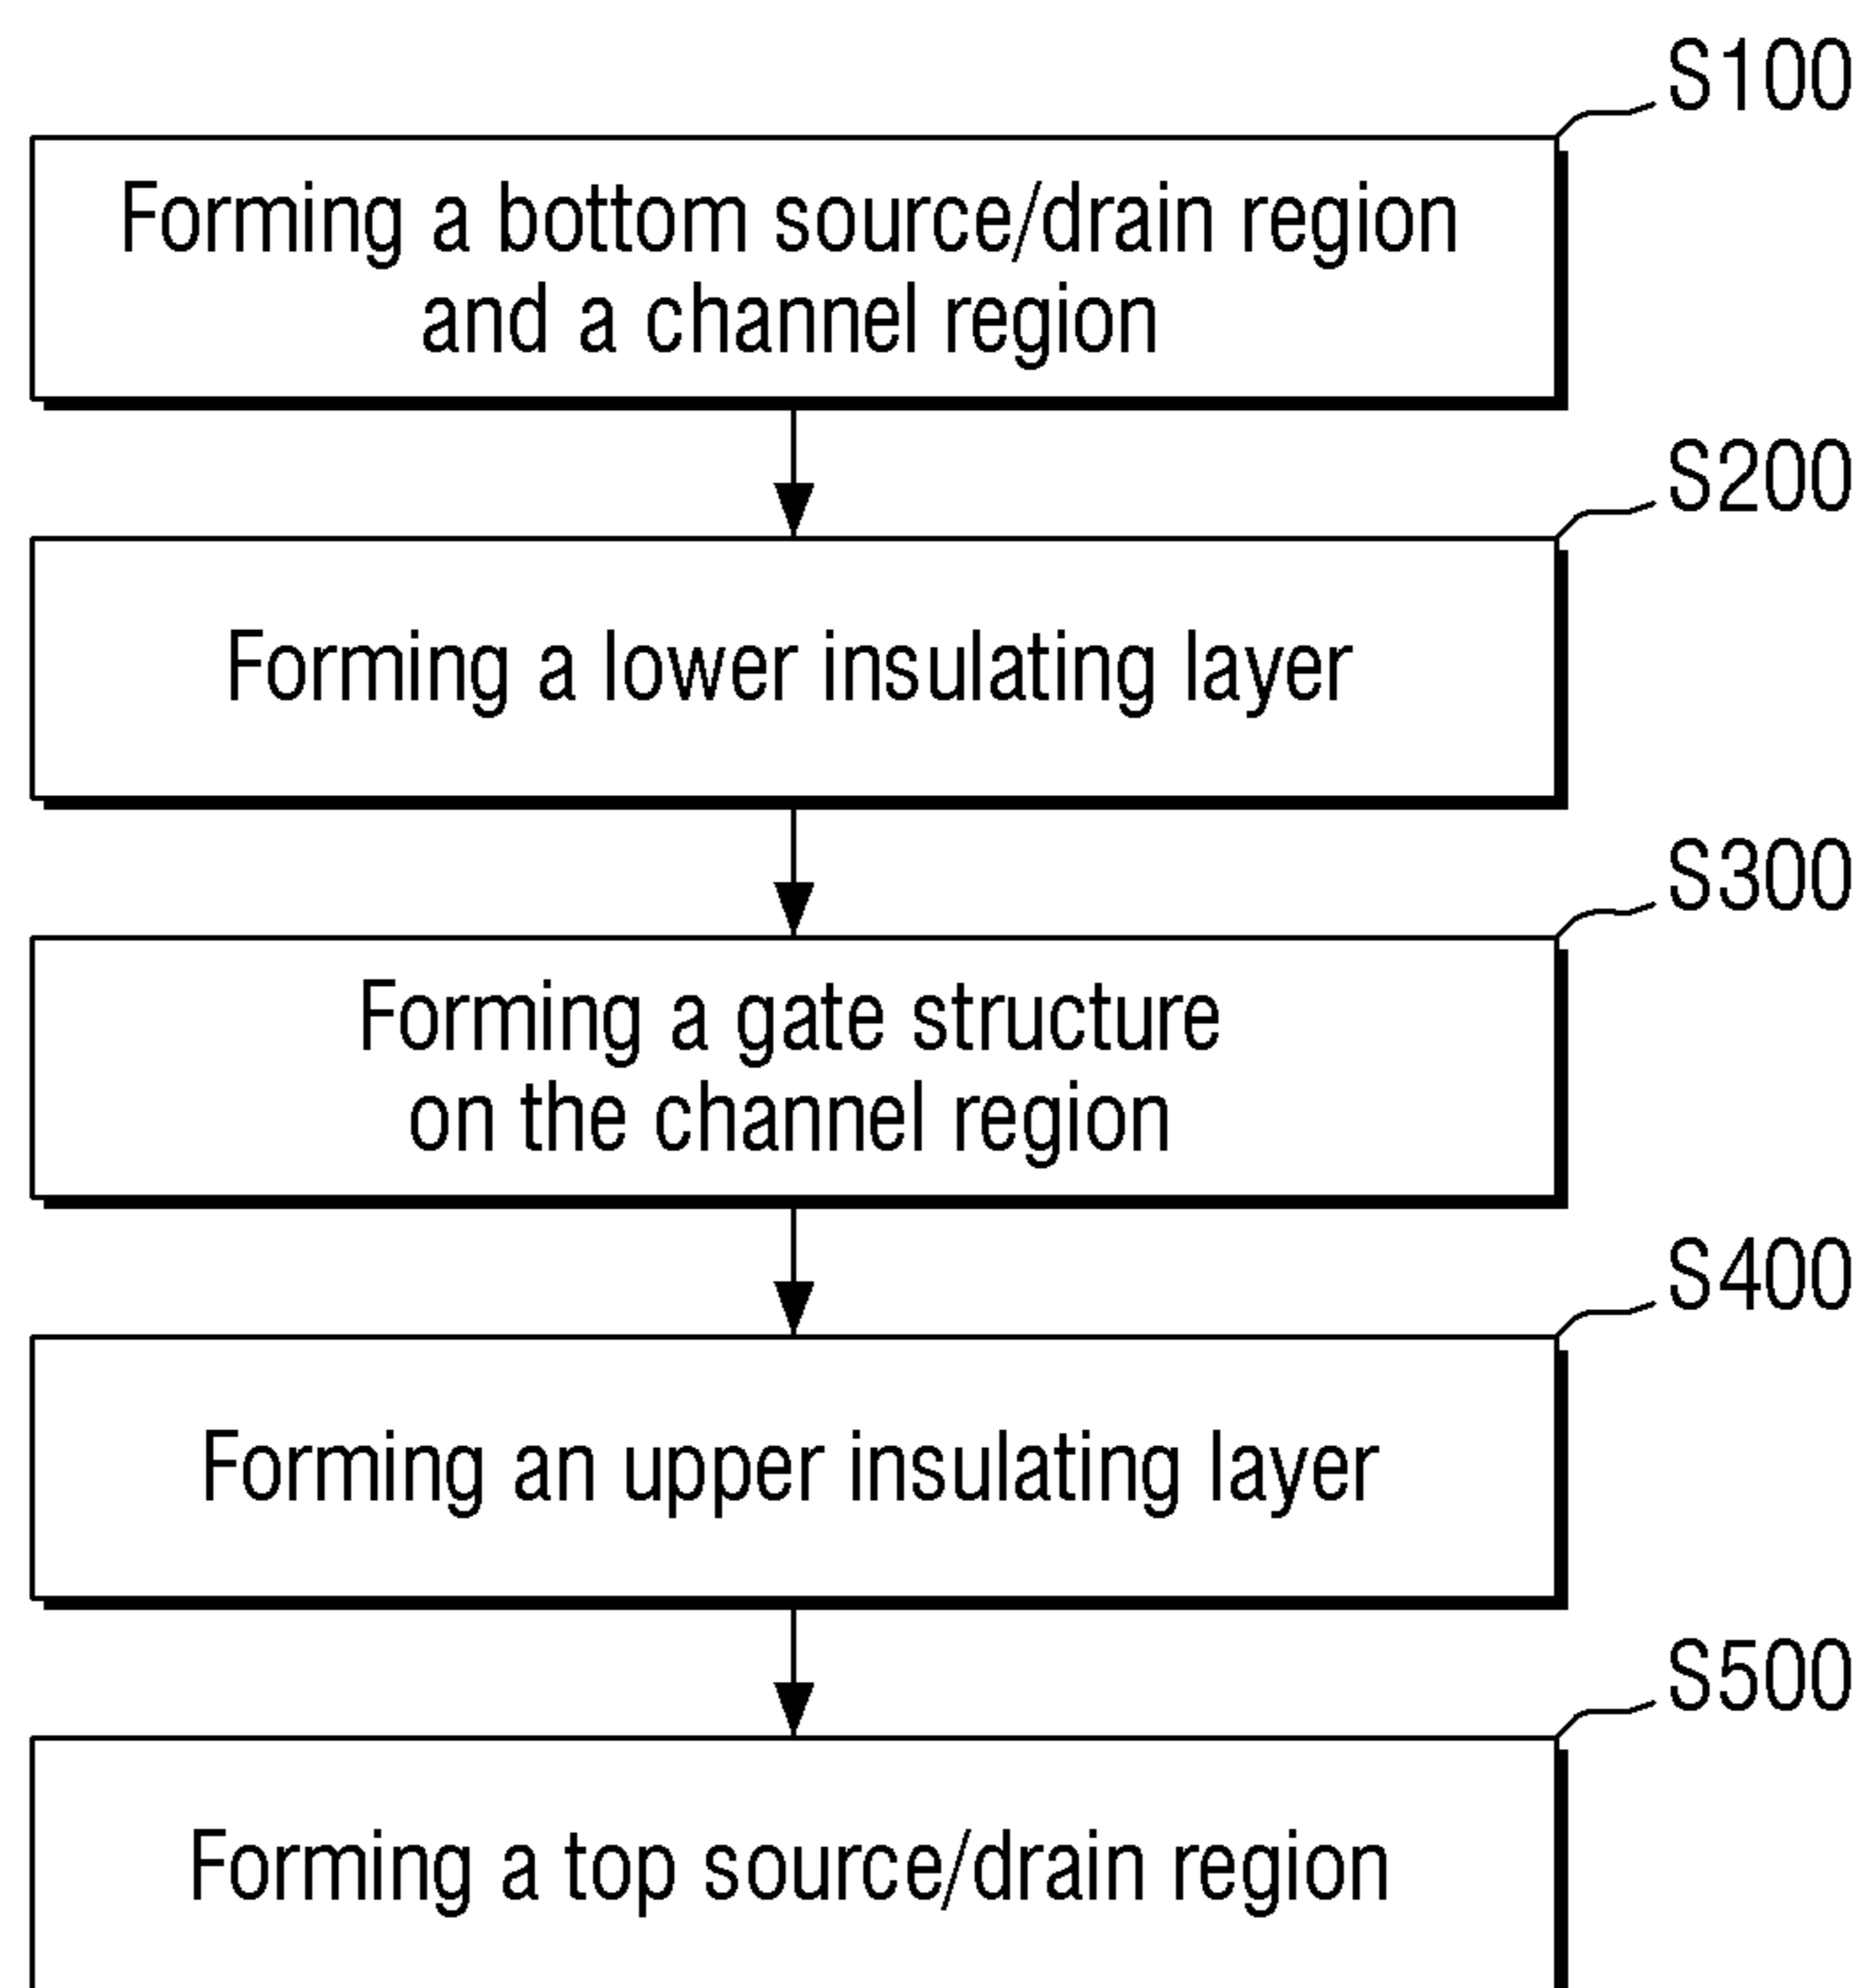 S100
Forming a bottom source/drain region
and a channel region
S200
Forming a lower insulating layer
S300
Forming a gate structure
on the channel region
S400
Forming an upper insulating layer
S500
Forming a top source/drain region